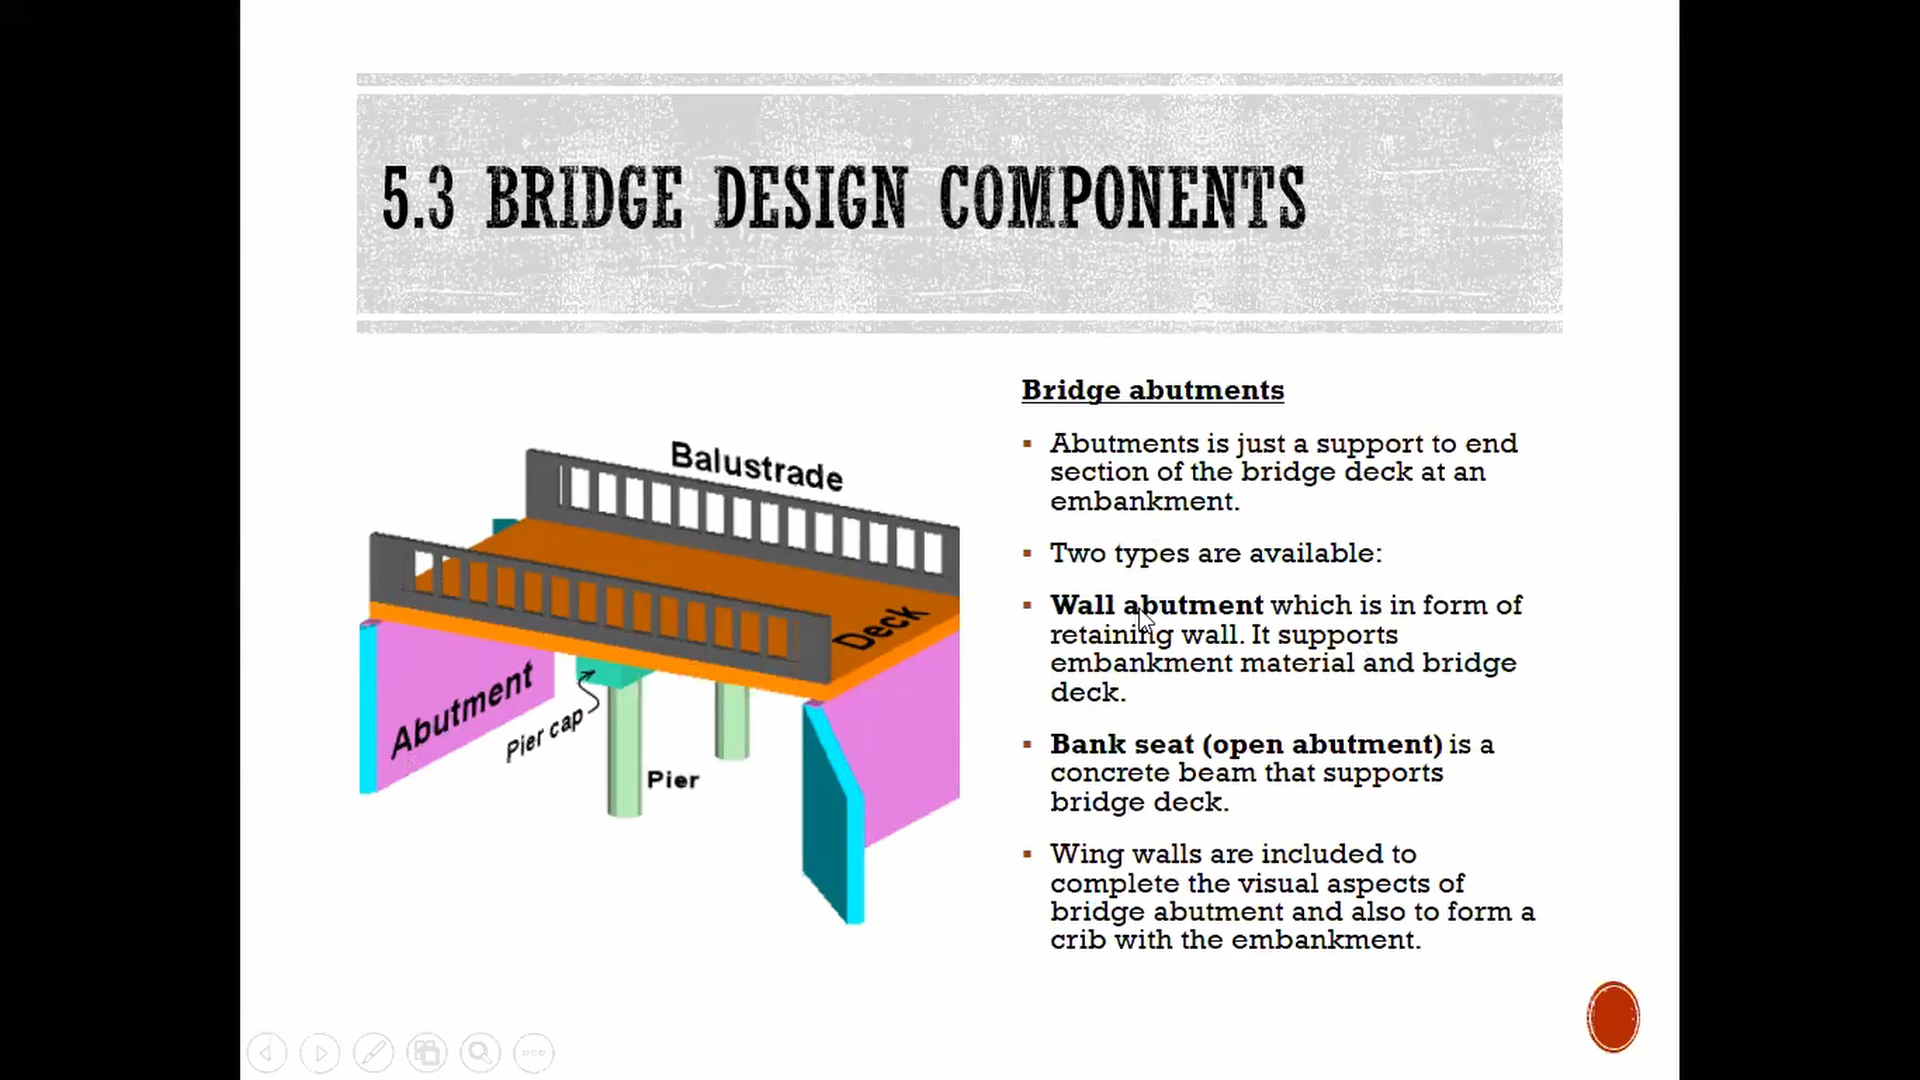 5.3 BRIDGE DESIGN COMPONENTS
Balustrade
Deck
Abutment
Pier cap
Pier
Bridge abutments
Abutments is just a support to end
section of the bridge deck at an
embankment.
Two types are available:
Wall abutment which is in form of
retaining wall. It supports
embankment material and bridge
deck.
Bank seat (open abutment) is a
concrete beam that supports
bridge deck.
Wing walls are included to
complete the visual aspects of
bridge abutment and also to form a
crib with the embankment.